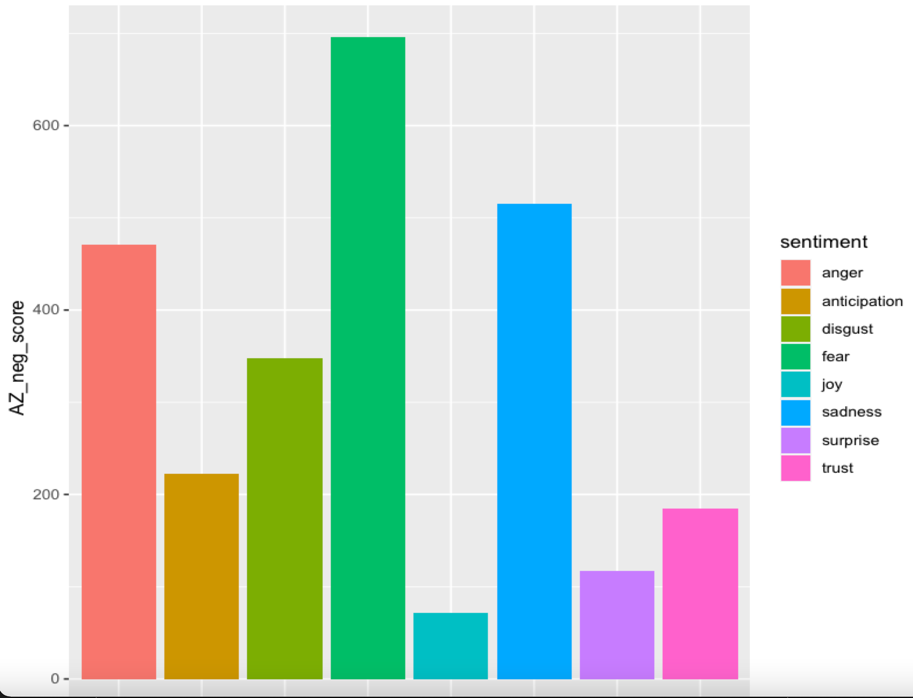 AZ_neg_score
600
400
200
0
sentiment
anger
anticipation
disgust
fear
joy
sadness
surprise
trust